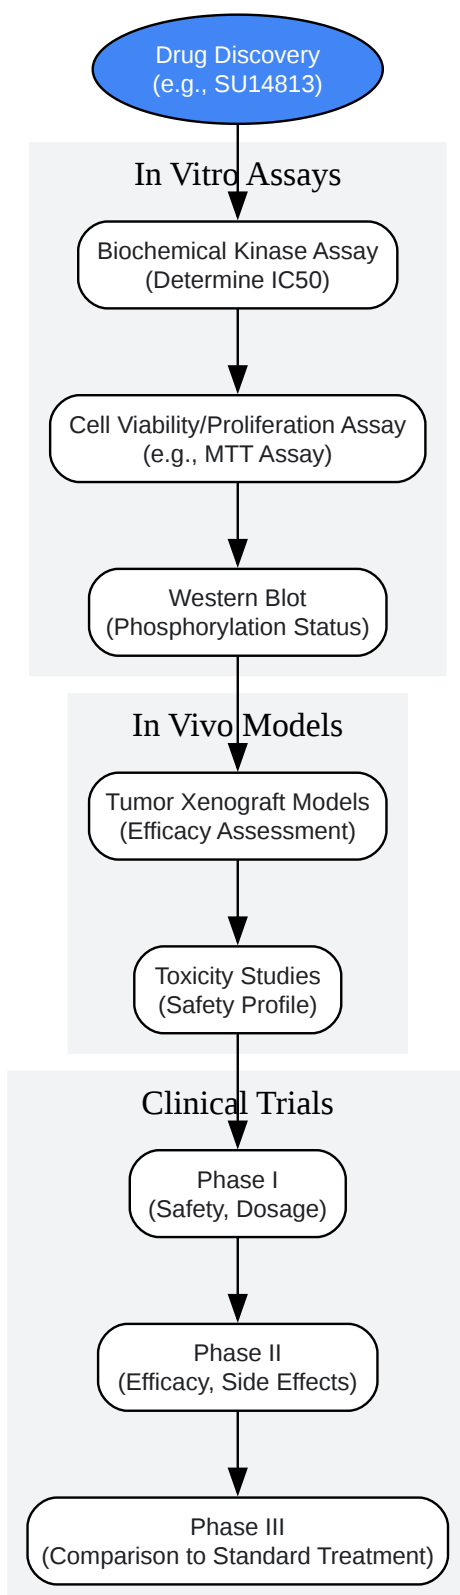 Drug Discovery
(e.g., SU14813)
In Vitro Assays
Biochemical Kinase Assay
(Determine IC50)
Cell Viability/Proliferation Assay
(e.g., MTT Assay)
Western Blot
(Phosphorylation Status)
In Vivo Models
Tumor Xenograft Models
(Efficacy Assessment)
Toxicity Studies
(Safety Profile)
Clinical Trials
Phase I
(Safety, Dosage)
Phase II
(Efficacy, Side Effects)
Phase III
(Comparison to Standard Treatment)